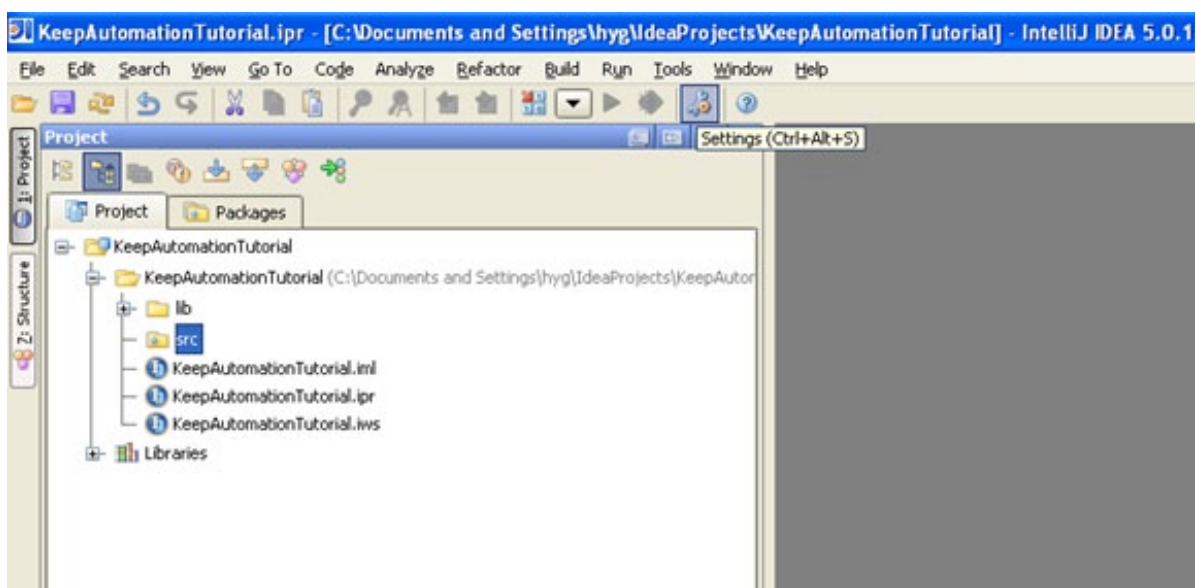 KeepAutomationTutorial.ipr - [C:\Documents and Settings\hyg\IdeaProjects\KeepAutomationTutorial] - IntelliJ IDEA 5.0.1
File Edit Search View Go To Code Analyze Refactor Build Run Tools Window Help
Project
Settings (Ctrl+Alt+S)
1: Project
Project Packages
KeepAutomationTutorial
KeepAutomationTutorial (C:\Documents and Settings\hyg\IdeaProjects\KeepAutor
lib
src
KeepAutomationTutorial.iml
KeepAutomationTutorial.ipr
KeepAutomationTutorial.iws
Libraries
7: Structure